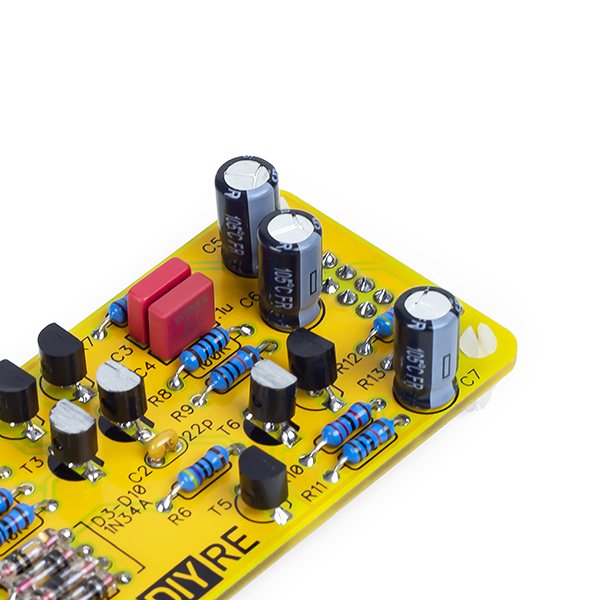 C5
105°C FR
C6
105°C FR
105°C FR
C7
.1u
C3
C4
R8
R9
R12
R13
T6
22p
C2
T3
R6
T5
R11
D3-D10
1N34A
DIYRE